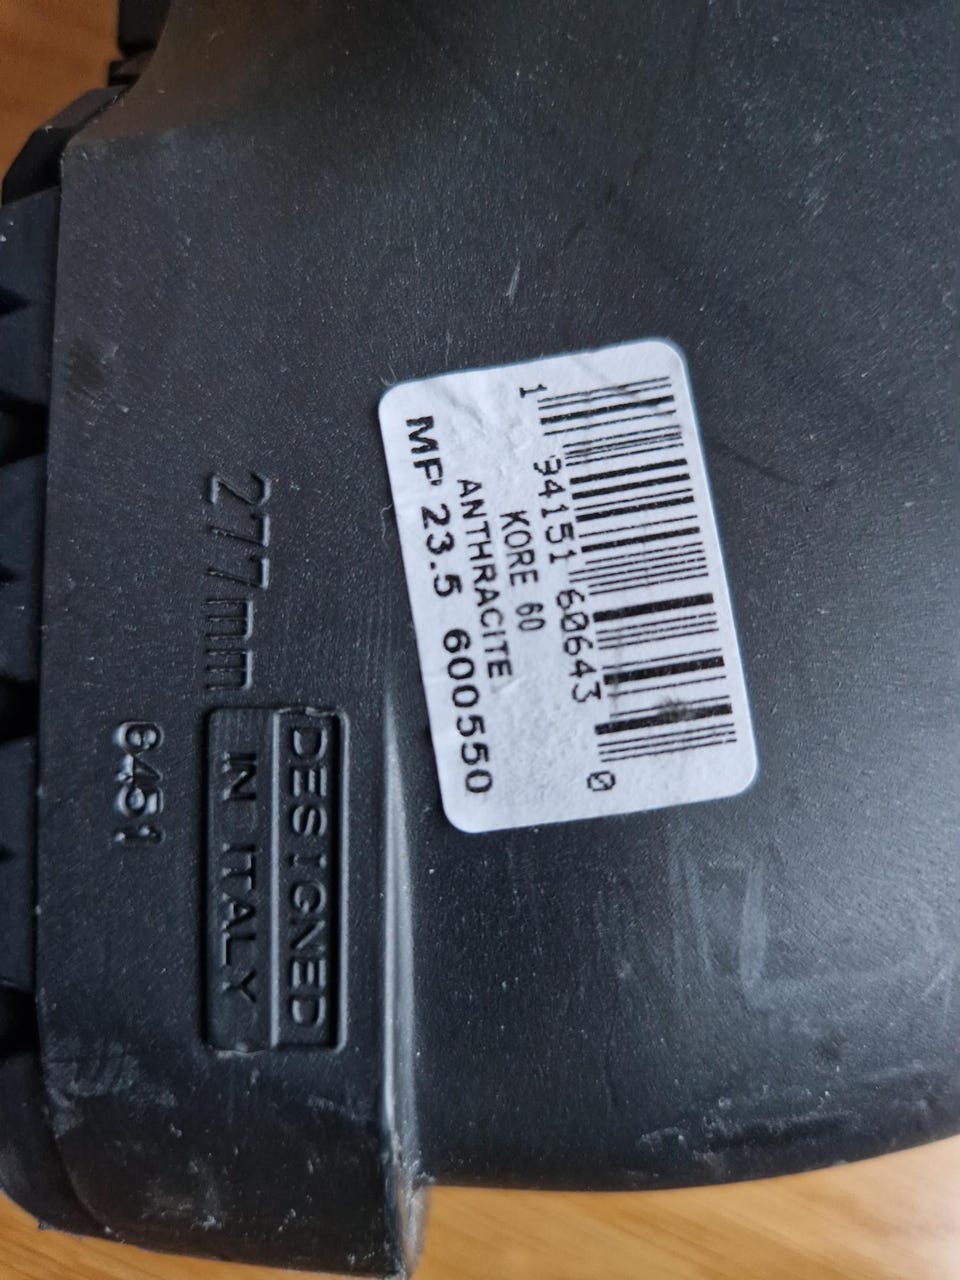 1 94151 60643 0
KORE 60
ANTHRACITE
MP 23.5 600550
277mm
DESIGNED
IN ITALY
6451